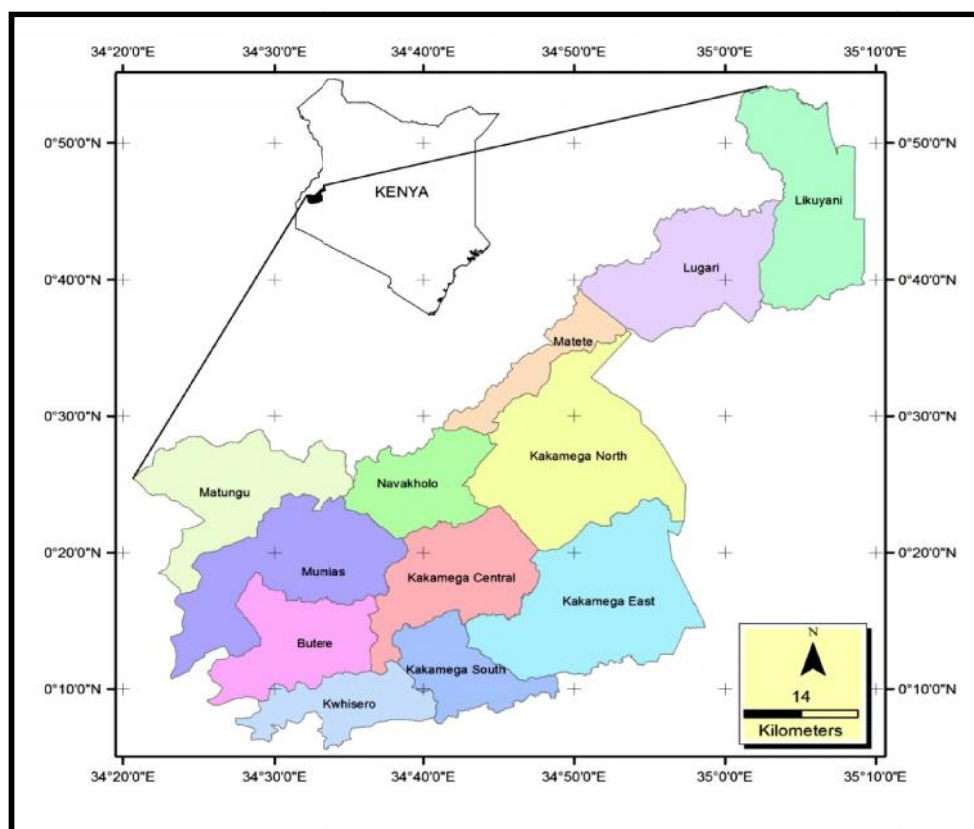 34°20'0"E 34°30'0"E 34°40'0"E 34°50'0"E 35°0'0"E 35°10'0"E
0°50'0"N 0°50'0"N
KENYA
Likuyani
Lugari
0°40'0"N 0°40'0"N
Matete
0°30'0"N 0°30'0"N
Kakamega North
Navakholo
Matungu
0°20'0"N 0°20'0"N
Mumias
Kakamega Central
Kakamega East
Butere
Kakamega South
Kwhisero
N
14
Kilometers
0°10'0"N 0°10'0"N
34°20'0"E 34°30'0"E 34°40'0"E 34°50'0"E 35°0'0"E 35°10'0"E